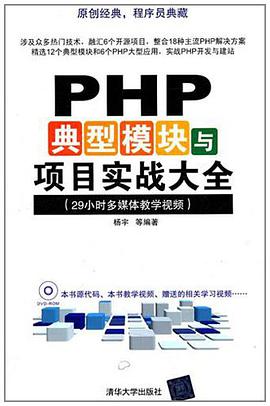 原创经典，程序员典藏
涉及众多热门技术，融汇6个开源项目，整合18种主流PHP解决方案
精选12个典型模块和6个PHP大型应用，实战PHP开发与建站
PHP
典型模块与
项目实战大全
（29小时多媒体教学视频）
杨宇 等编著
DVD-ROM
本书源代码、本书教学视频、赠送的相关学习视频……
清华大学出版社